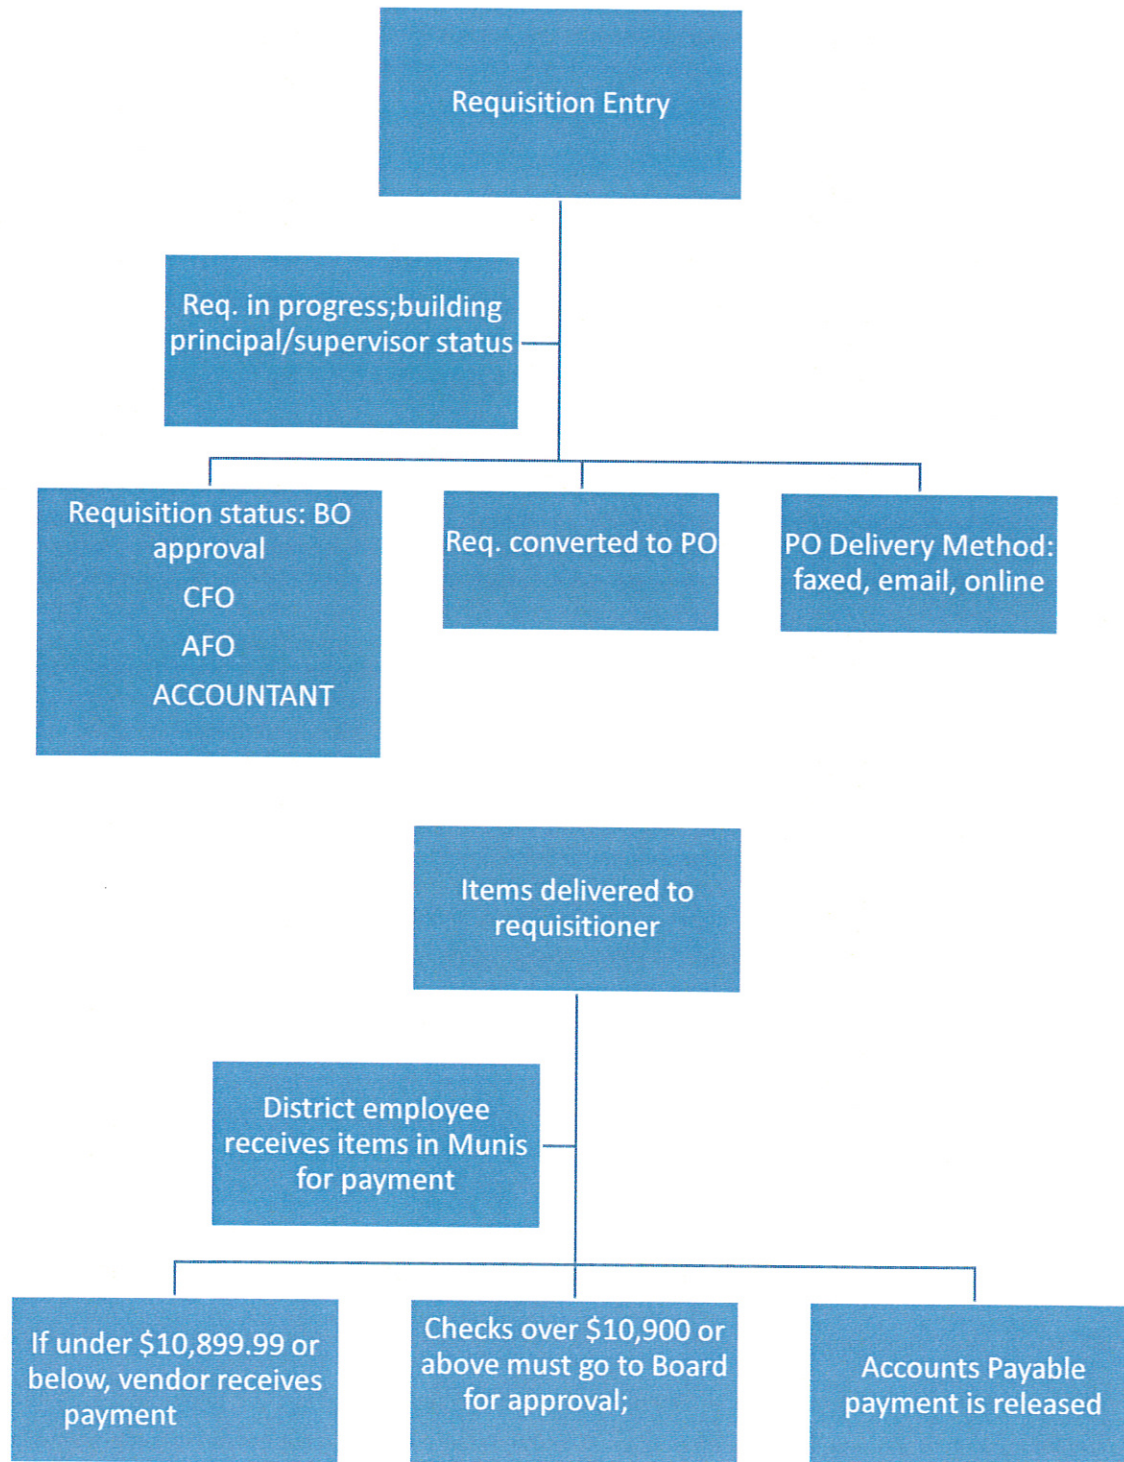 Requisition Entry
Req. in progress;building
principal/supervisor status
Requisition status: BO
approval
CFO
AFO
ACCOUNTANT
Req. converted to PO
PO Delivery Method:
faxed, email, online
Items delivered to
requisitioner
District employee
receives items in Munis
for payment
If under $10,899.99 or
below, vendor receives
payment
Checks over $10,900 or
above must go to Board
for approval;
Accounts Payable
payment is released